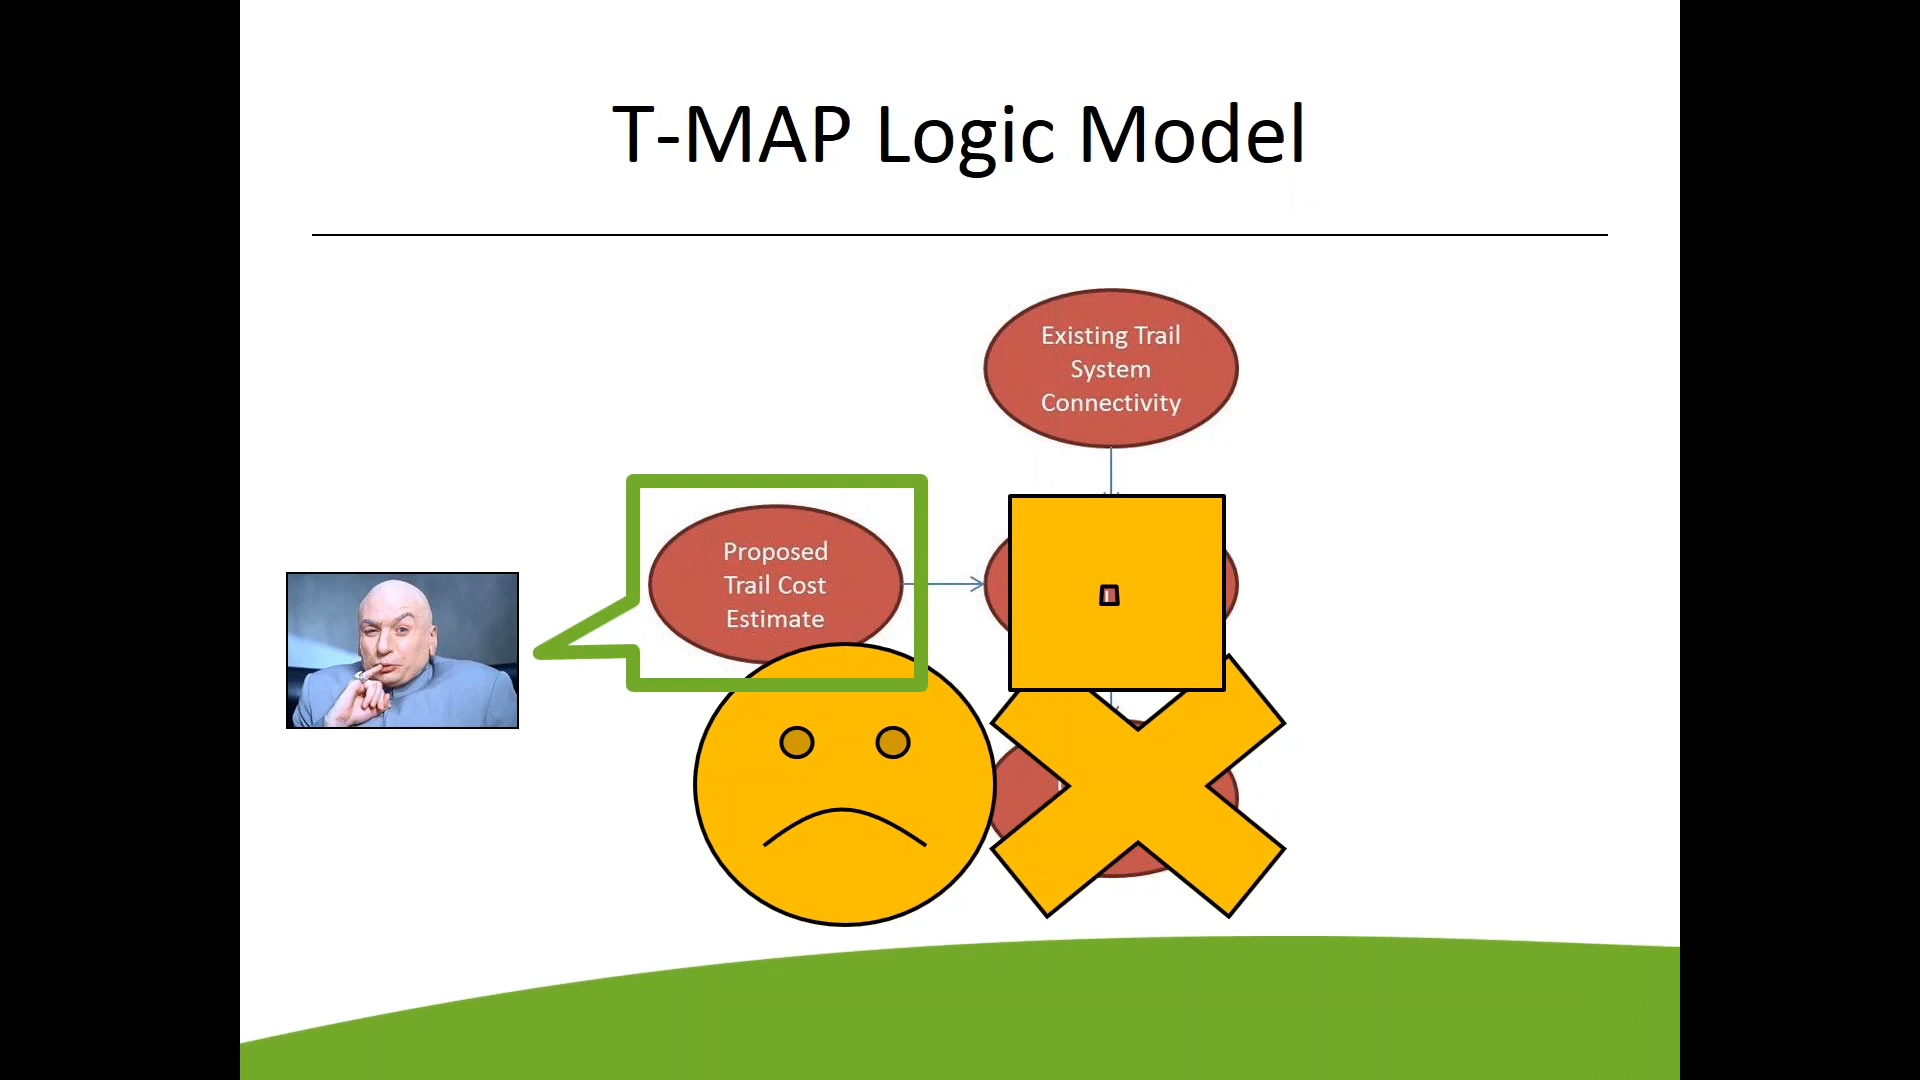 T-MAP Logic Model
Existing Trail
System
Connectivity
Proposed
Trail Cost
Estimate